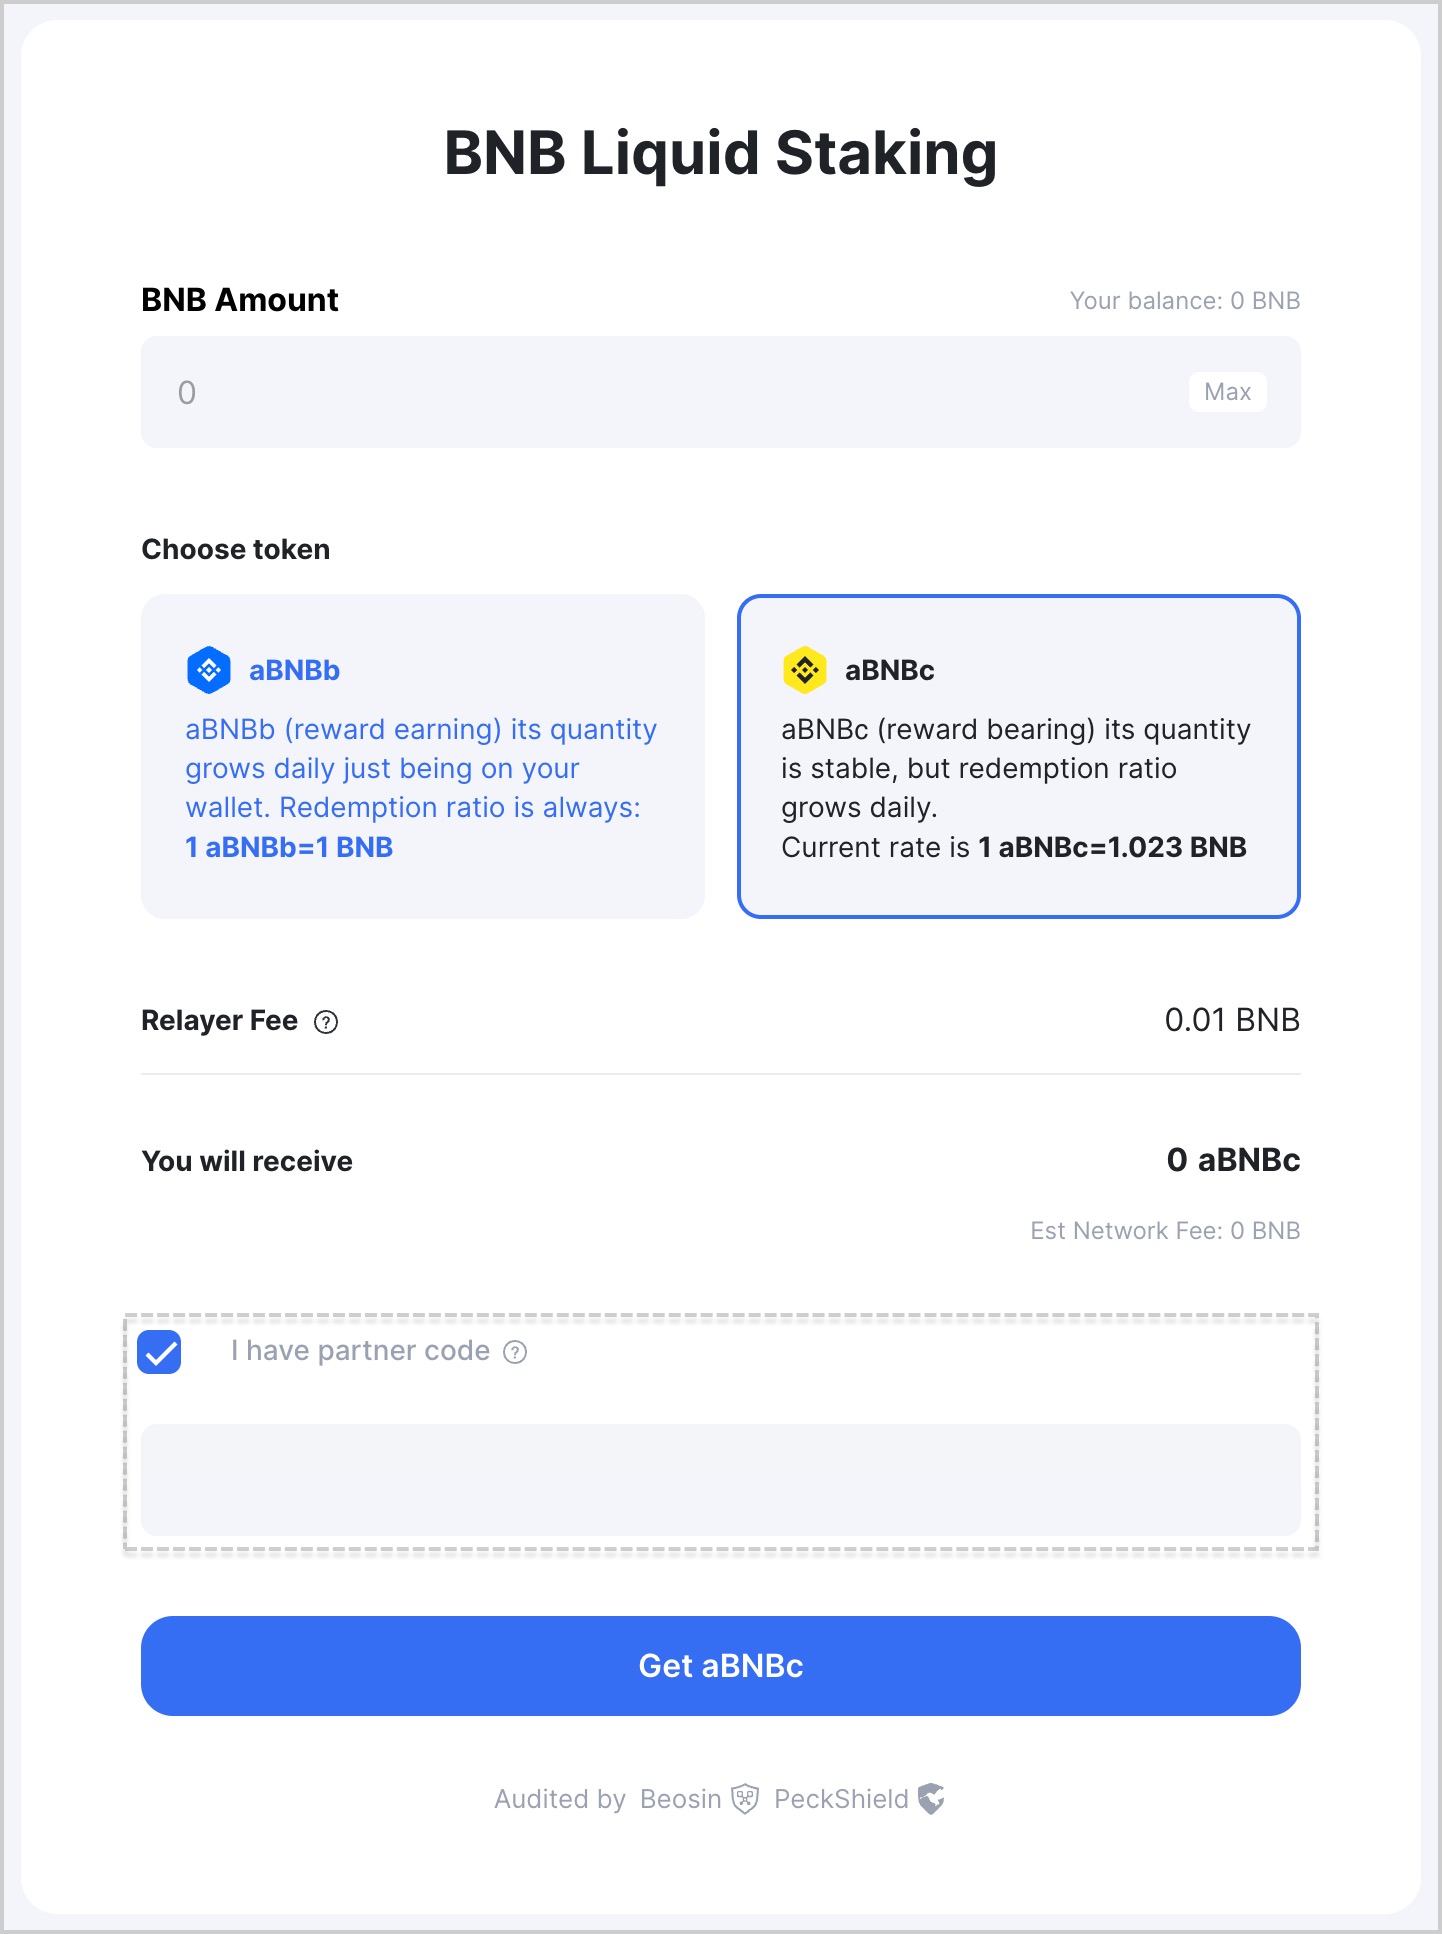 BNB Liquid Staking
BNB Amount
Your balance: 0 BNB
0
Max
Choose token
aBNBb
aBNBb (reward earning) its quantity
grows daily just being on your
wallet. Redemption ratio is always:
1 aBNBb=1 BNB
aBNBc
aBNBc (reward bearing) its quantity
is stable, but redemption ratio
grows daily.
Current rate is 1 aBNBc=1.023 BNB
Relayer Fee ?
0.01 BNB
You will receive
0 aBNBc
Est Network Fee: 0 BNB
I have partner code ?
Get aBNBc
Audited by Beosin PeckShield